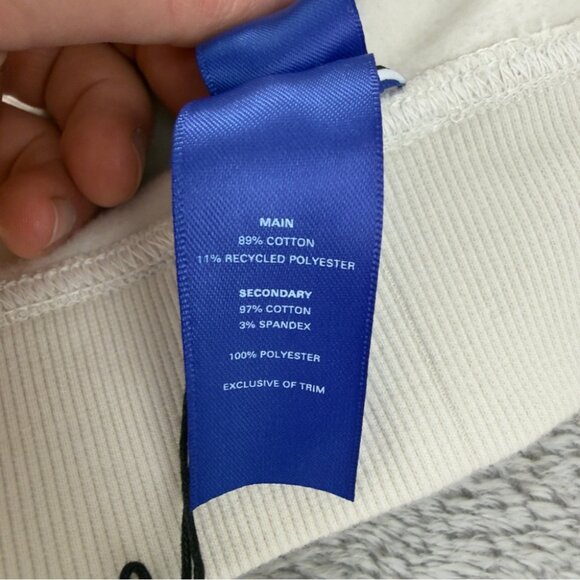 MAIN
89% COTTON
11% RECYCLED POLYESTER
SECONDARY
97% COTTON
3% SPANDEX
100% POLYESTER
EXCLUSIVE OF TRIM